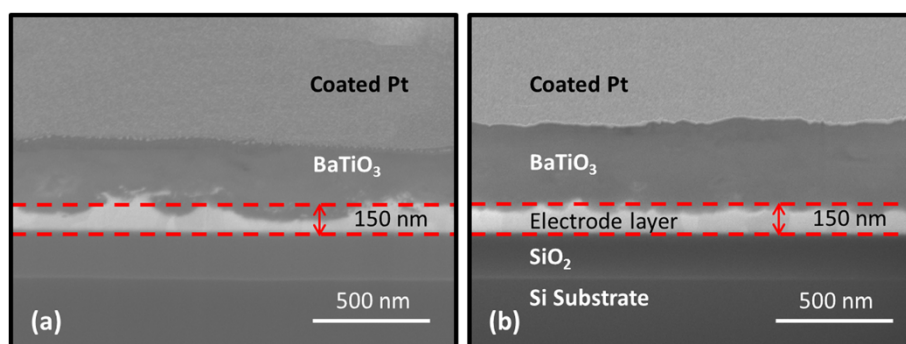 Coated Pt
BaTiO₃
150 nm
500 nm
(a)
Coated Pt
BaTiO₃
Electrode layer
150 nm
SiO₂
Si Substrate
500 nm
(b)